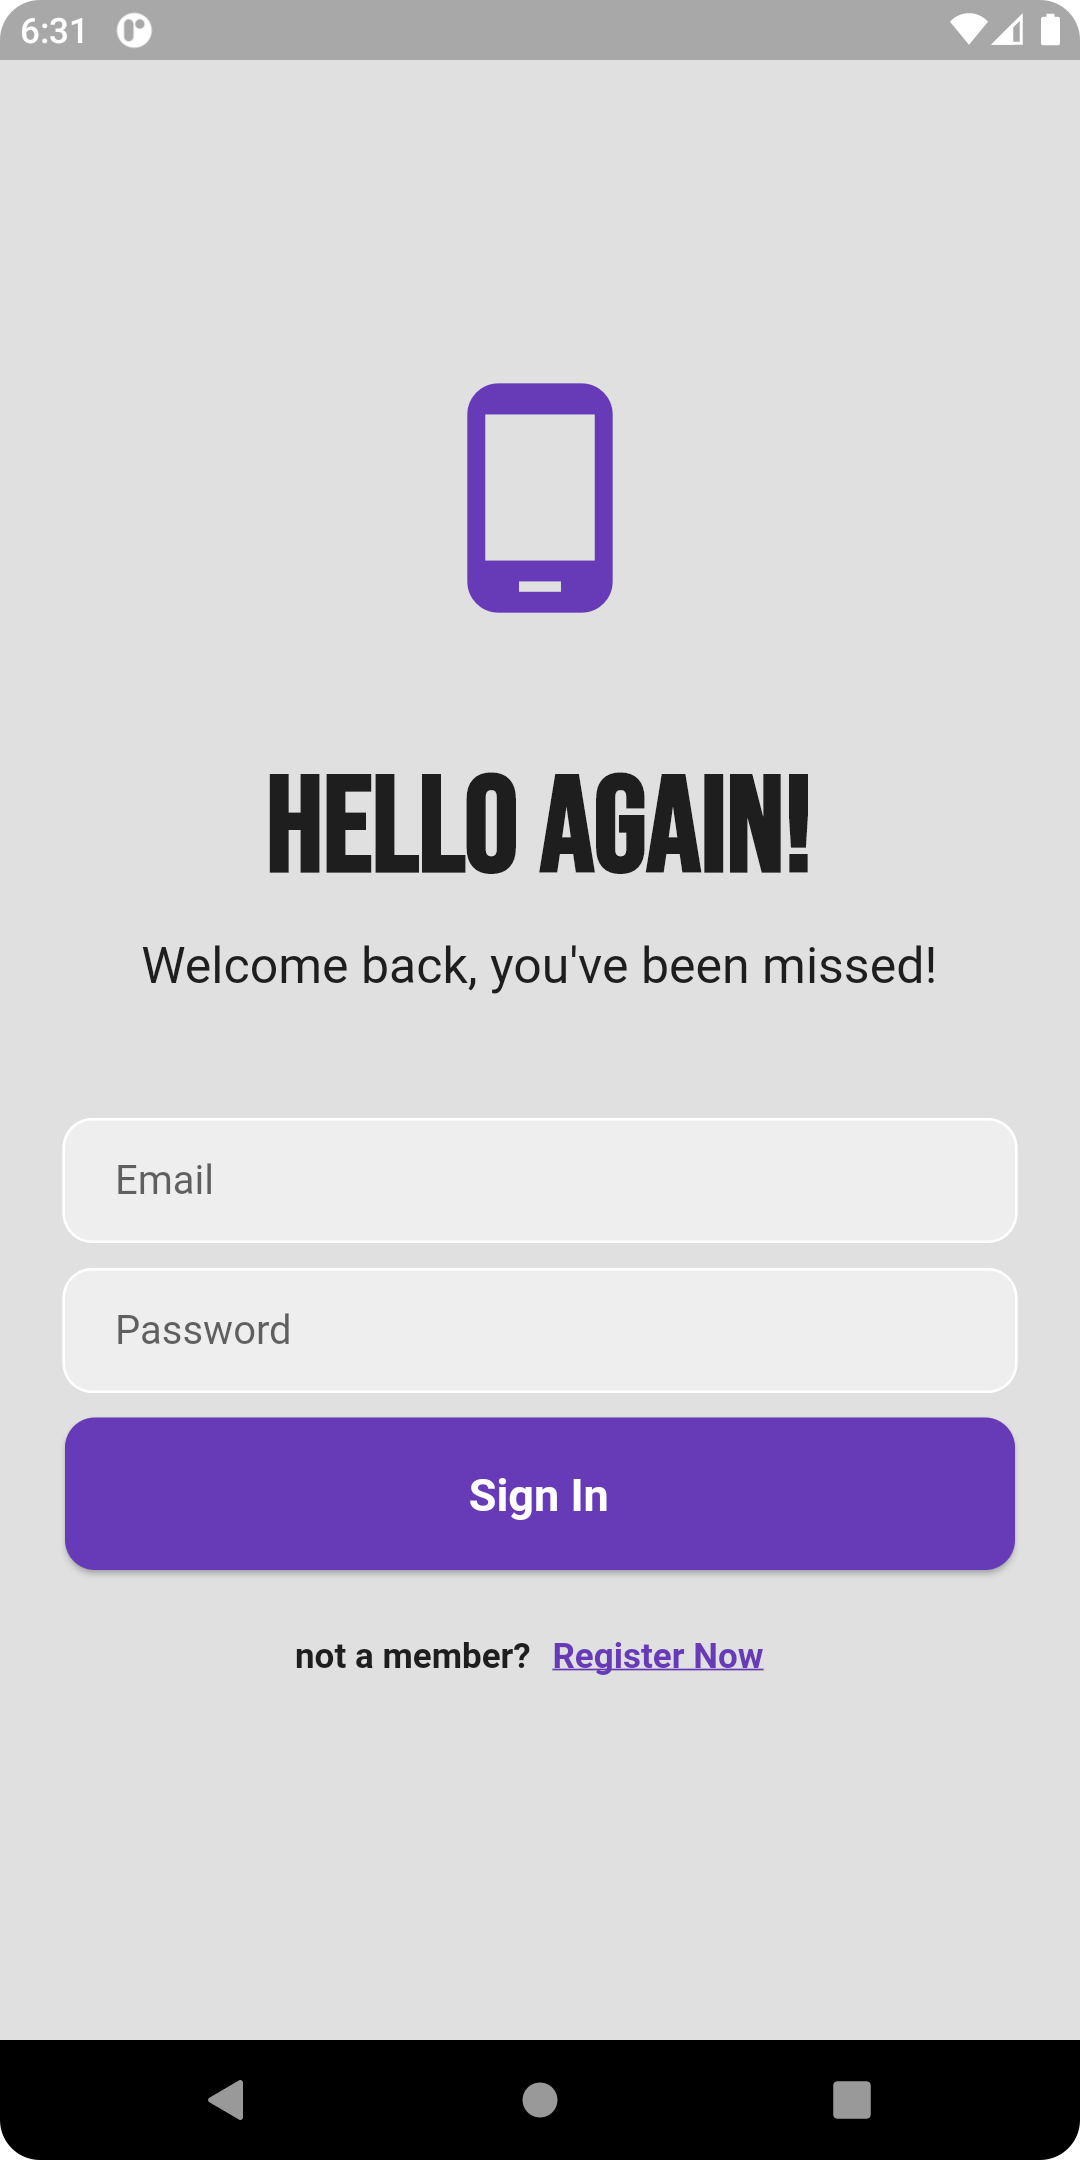 6:31
HELLO AGAIN!
Welcome back, you've been missed!
Email
Password
Sign In
not a member? Register Now